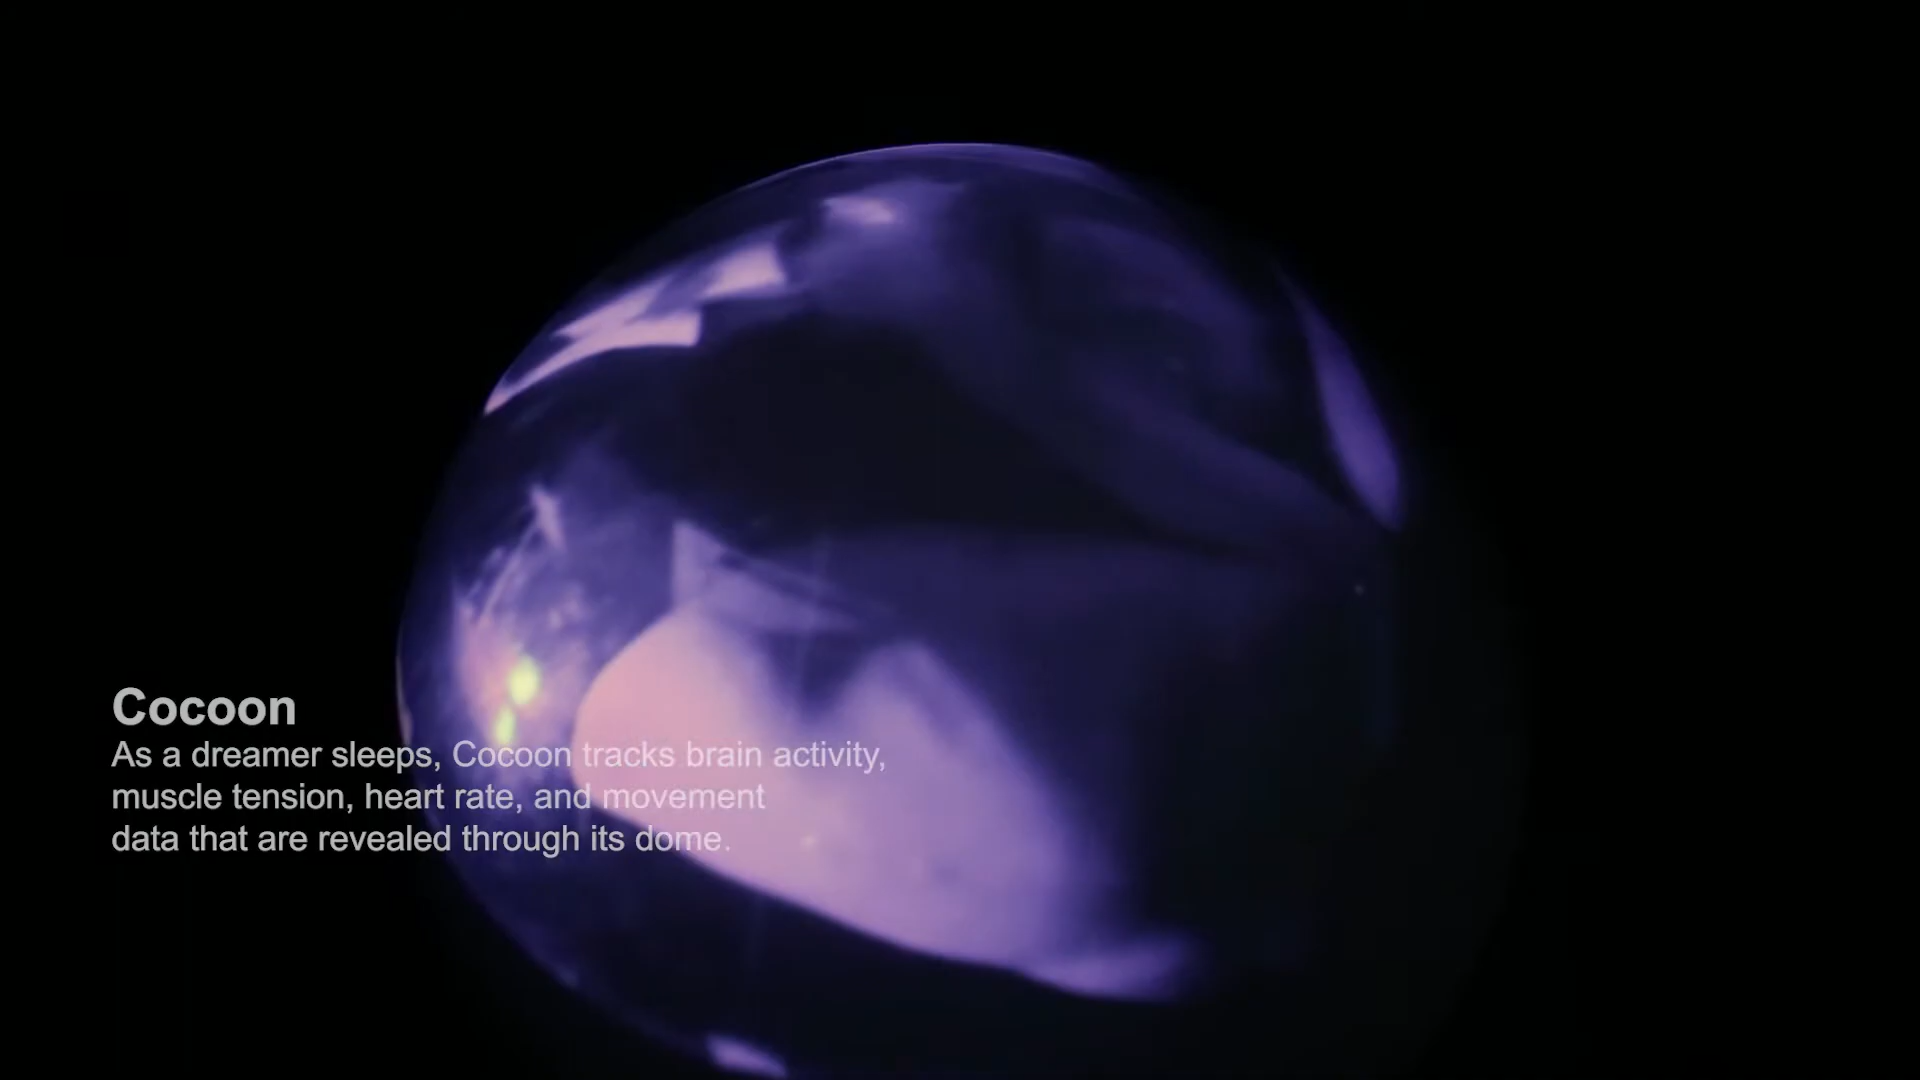 Cocoon
As a dreamer sleeps, Cocoon tracks brain activity,
muscle tension, heart rate, and movement
data that are revealed through its dome.